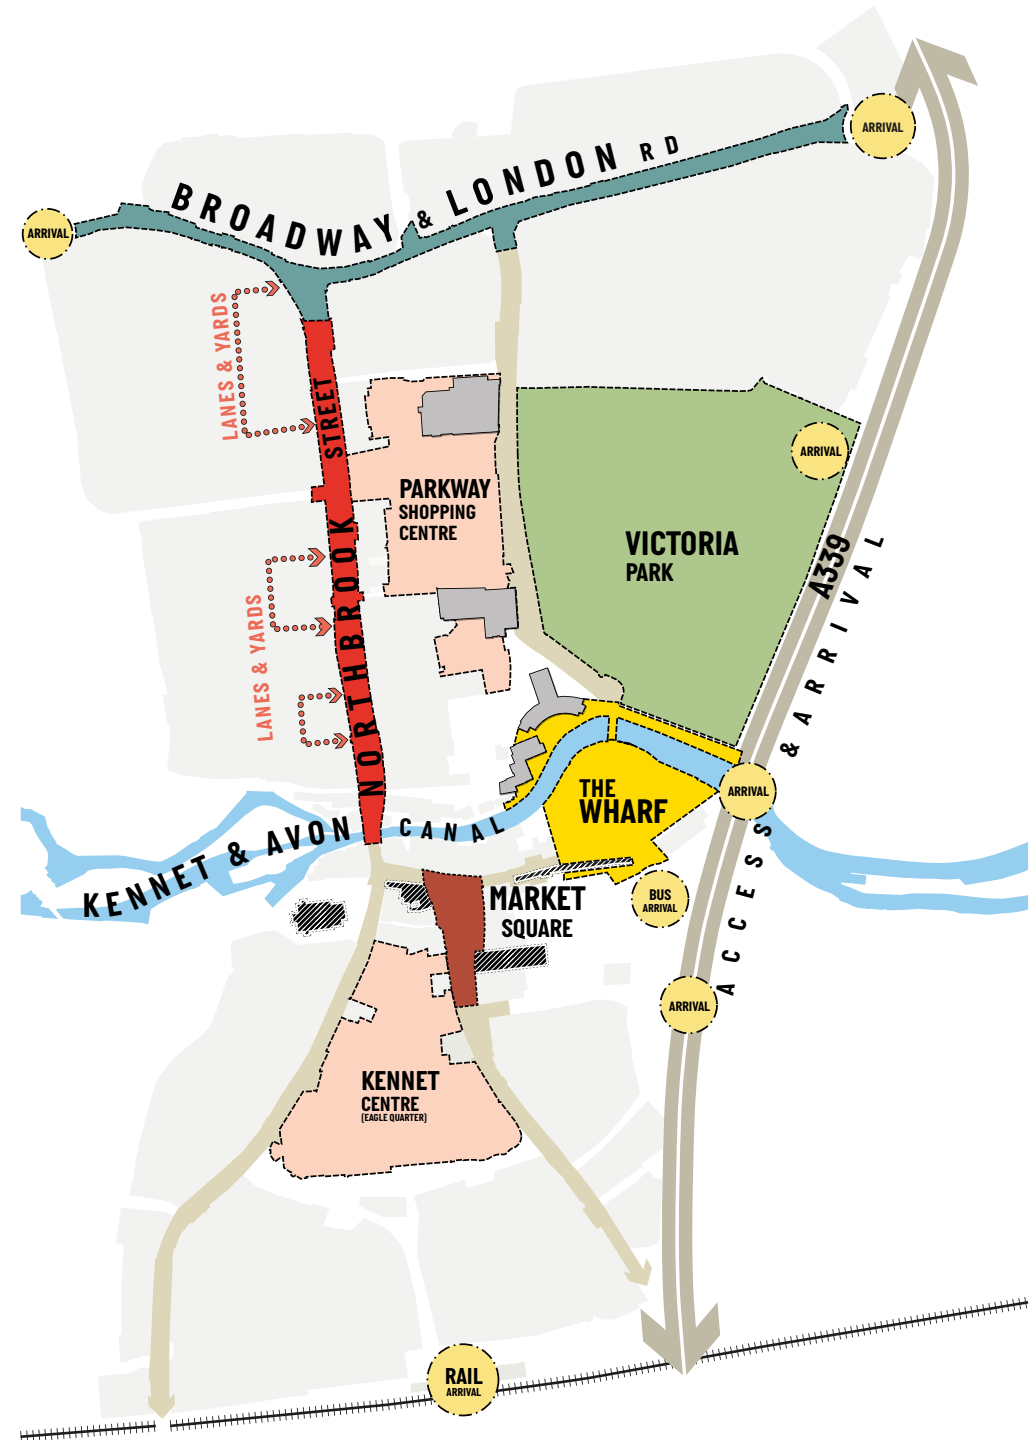 ARRIVAL
BROADWAY & LONDON RD
ARRIVAL
LANES & YARDS
NORTHBROOK STREET
PARKWAY
SHOPPING
CENTRE
ARRIVAL
VICTORIA
PARK
A339
ACCESS & ARRIVAL
LANES & YARDS
THE
WHARF
ARRIVAL
KENNET & AVON CANAL
MARKET
SQUARE
BUS
ARRIVAL
ARRIVAL
KENNET
CENTRE
(EAGLE QUARTER)
RAIL
ARRIVAL